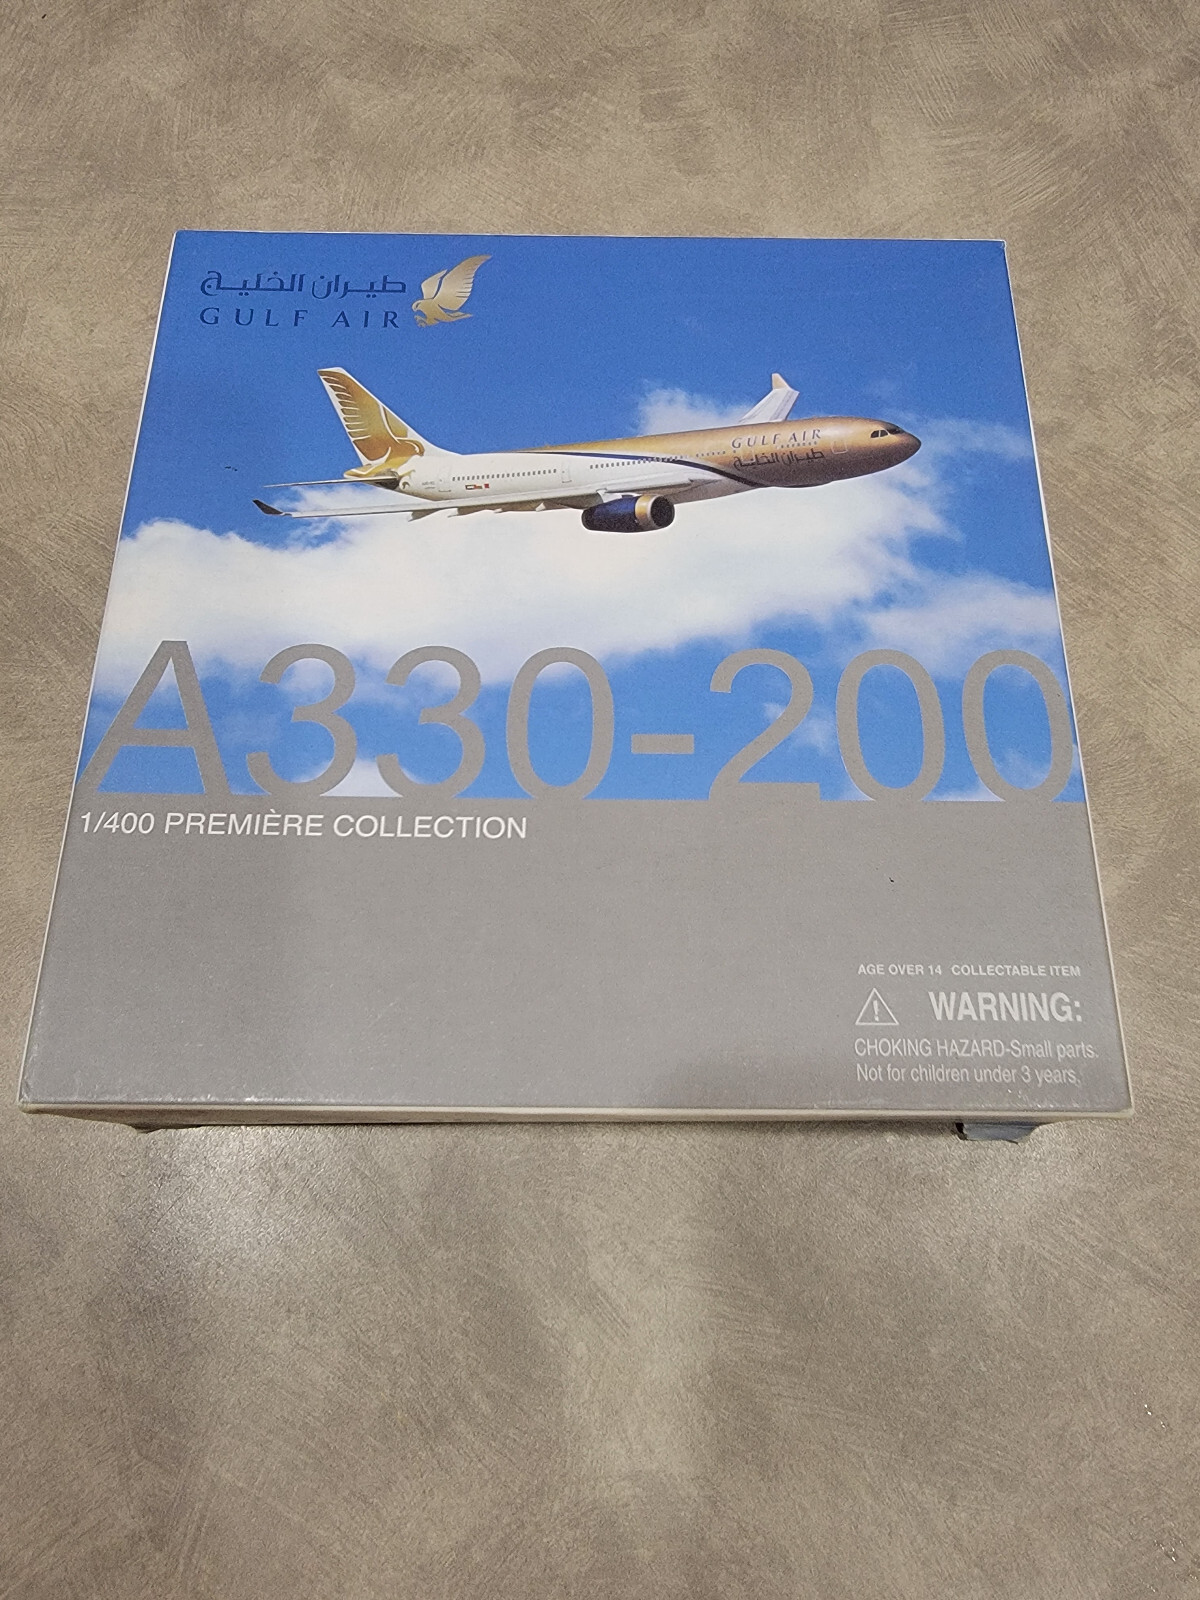 طيران الخليج
GULF AIR
GULF AIR
طيران الخليج
A330-200
1/400 PREMIÈRE COLLECTION
AGE OVER 14 COLLECTABLE ITEM
WARNING:
CHOKING HAZARD-Small parts.
Not for children under 3 years.